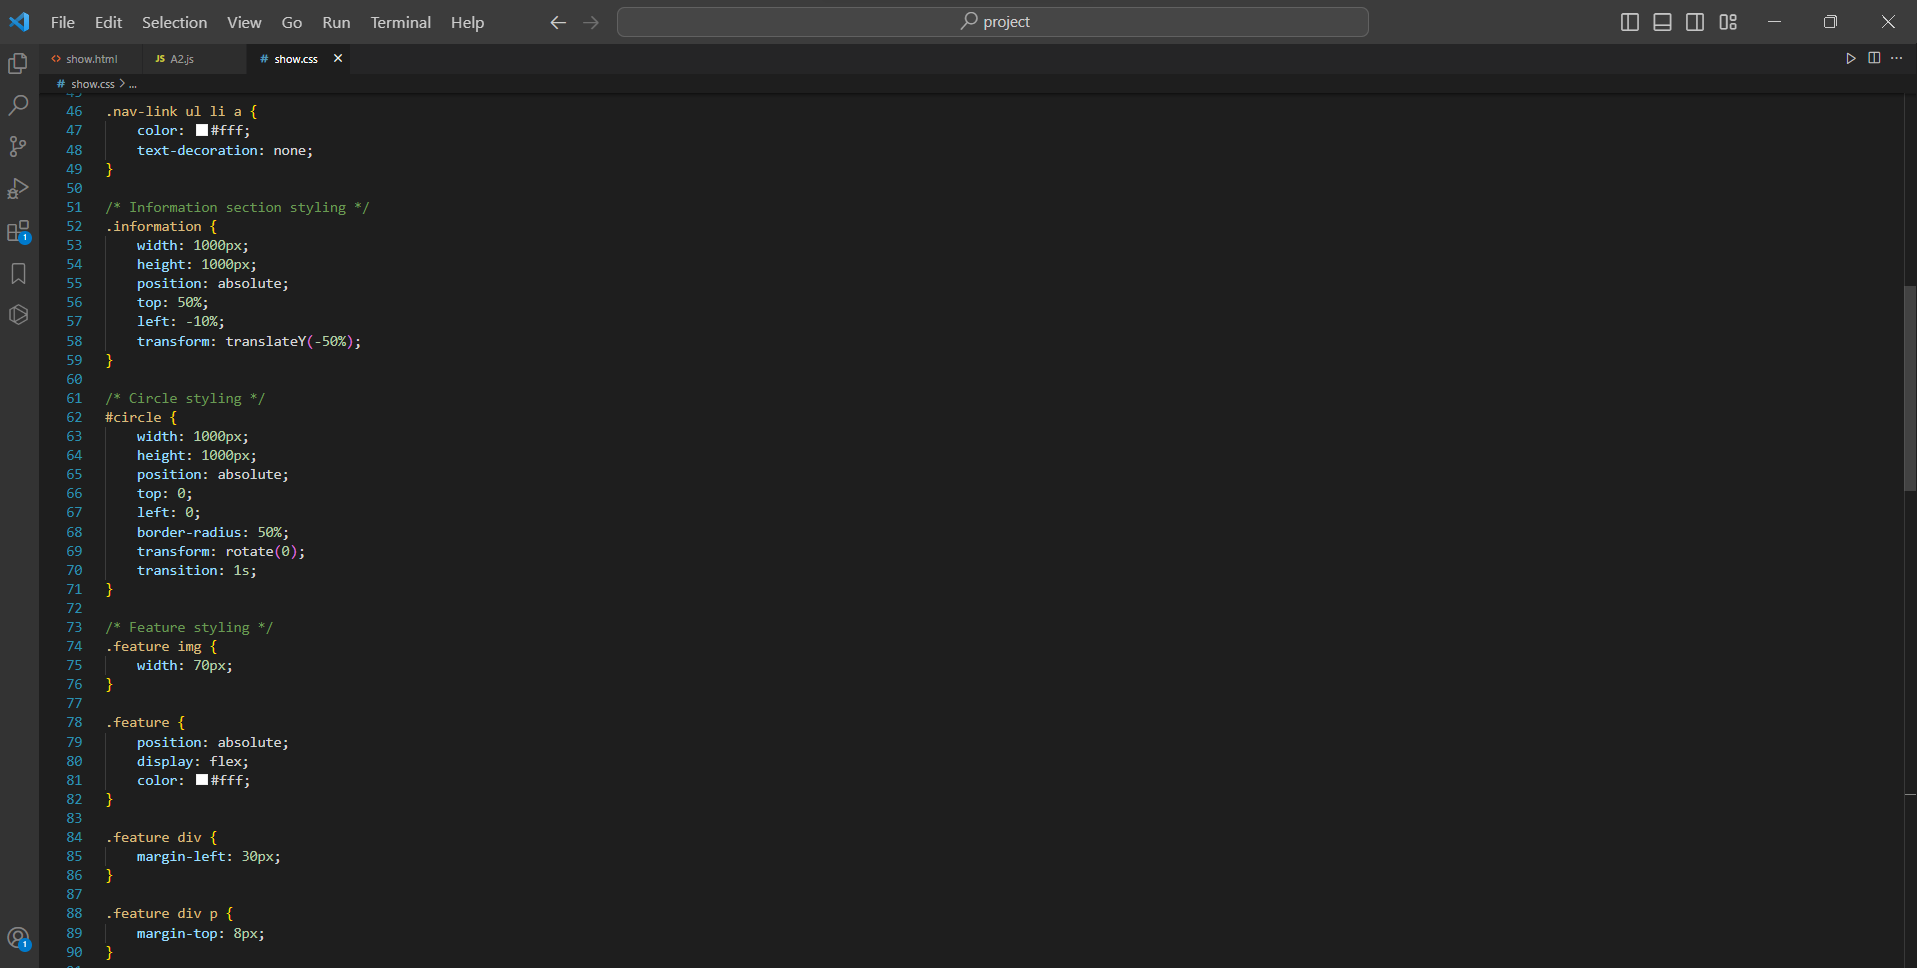 File Edit Selection View Go Run Terminal Help
project
show.html
JS A2.js
# show.css
# show.css > ...
46 .nav-link ul li a {
47 color: #fff;
48 text-decoration: none;
49 }
50
51 /* Information section styling */
52 .information {
53 width: 1000px;
54 height: 1000px;
55 position: absolute;
56 top: 50%;
57 left: -10%;
58 transform: translateY(-50%);
59 }
60
61 /* Circle styling */
62 #circle {
63 width: 1000px;
64 height: 1000px;
65 position: absolute;
66 top: 0;
67 left: 0;
68 border-radius: 50%;
69 transform: rotate(0);
70 transition: 1s;
71 }
72
73 /* Feature styling */
74 .feature img {
75 width: 70px;
76 }
77
78 .feature {
79 position: absolute;
80 display: flex;
81 color: #fff;
82 }
83
84 .feature div {
85 margin-left: 30px;
86 }
87
88 .feature div p {
89 margin-top: 8px;
90 }
1
1